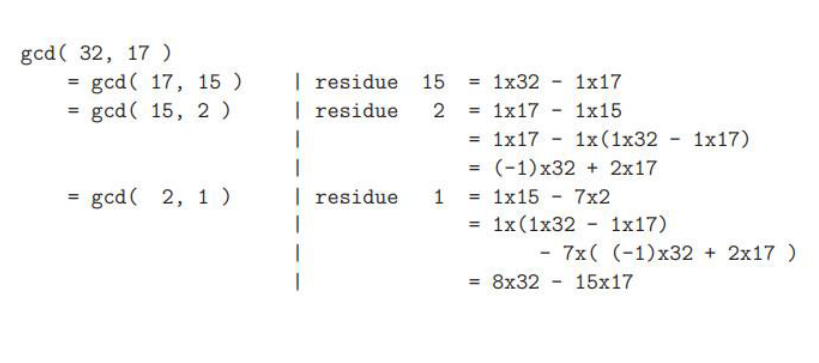 gcd( 32, 17 )
= gcd( 17, 15 ) | residue 15 = 1x32 - 1x17
= gcd( 15, 2 ) | residue 2 = 1x17 - 1x15
| = 1x17 - 1x(1x32 - 1x17)
| = (-1)x32 + 2x17
= gcd( 2, 1 ) | residue 1 = 1x15 - 7x2
| = 1x(1x32 - 1x17)
| - 7x( (-1)x32 + 2x17 )
| = 8x32 - 15x17